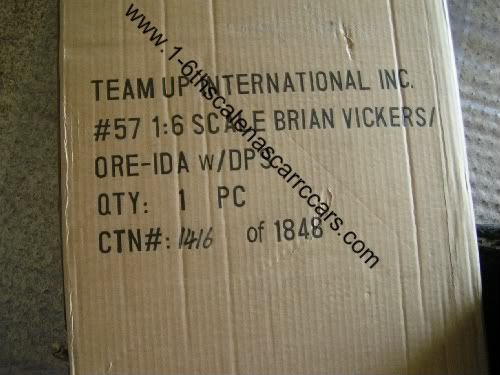 TEAM UP INTERNATIONAL INC.
#57 1:6 SCALE BRIAN VICKERS/
ORE-IDA W/DPS
QTY: 1 PC
CTN#: 1416 of 1848
www.1-6thscalenascarrccars.com